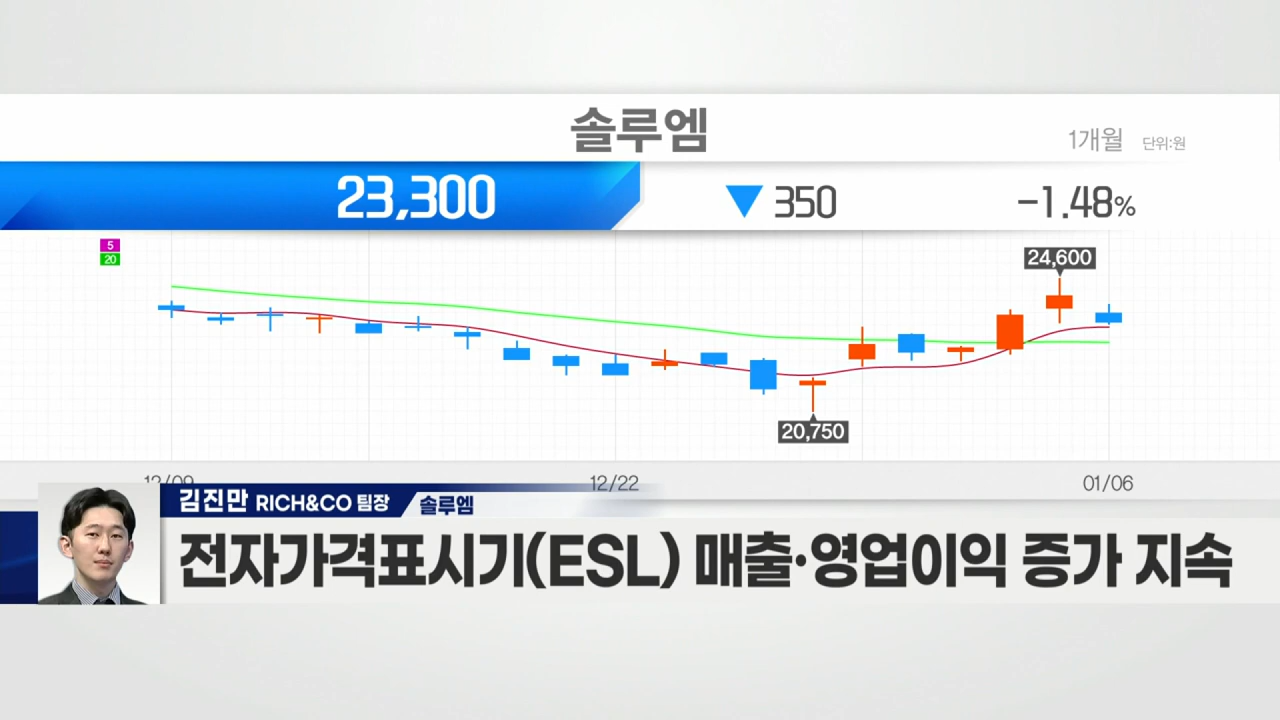 솔루엠
1개월 단위:원
23,300 ▼ 350 -1.48%
5
20
24,600
20,750
12/09 12/22 01/06
김진만 RICH&CO 팀장 솔루엠
전자가격표시기(ESL) 매출·영업이익 증가 지속